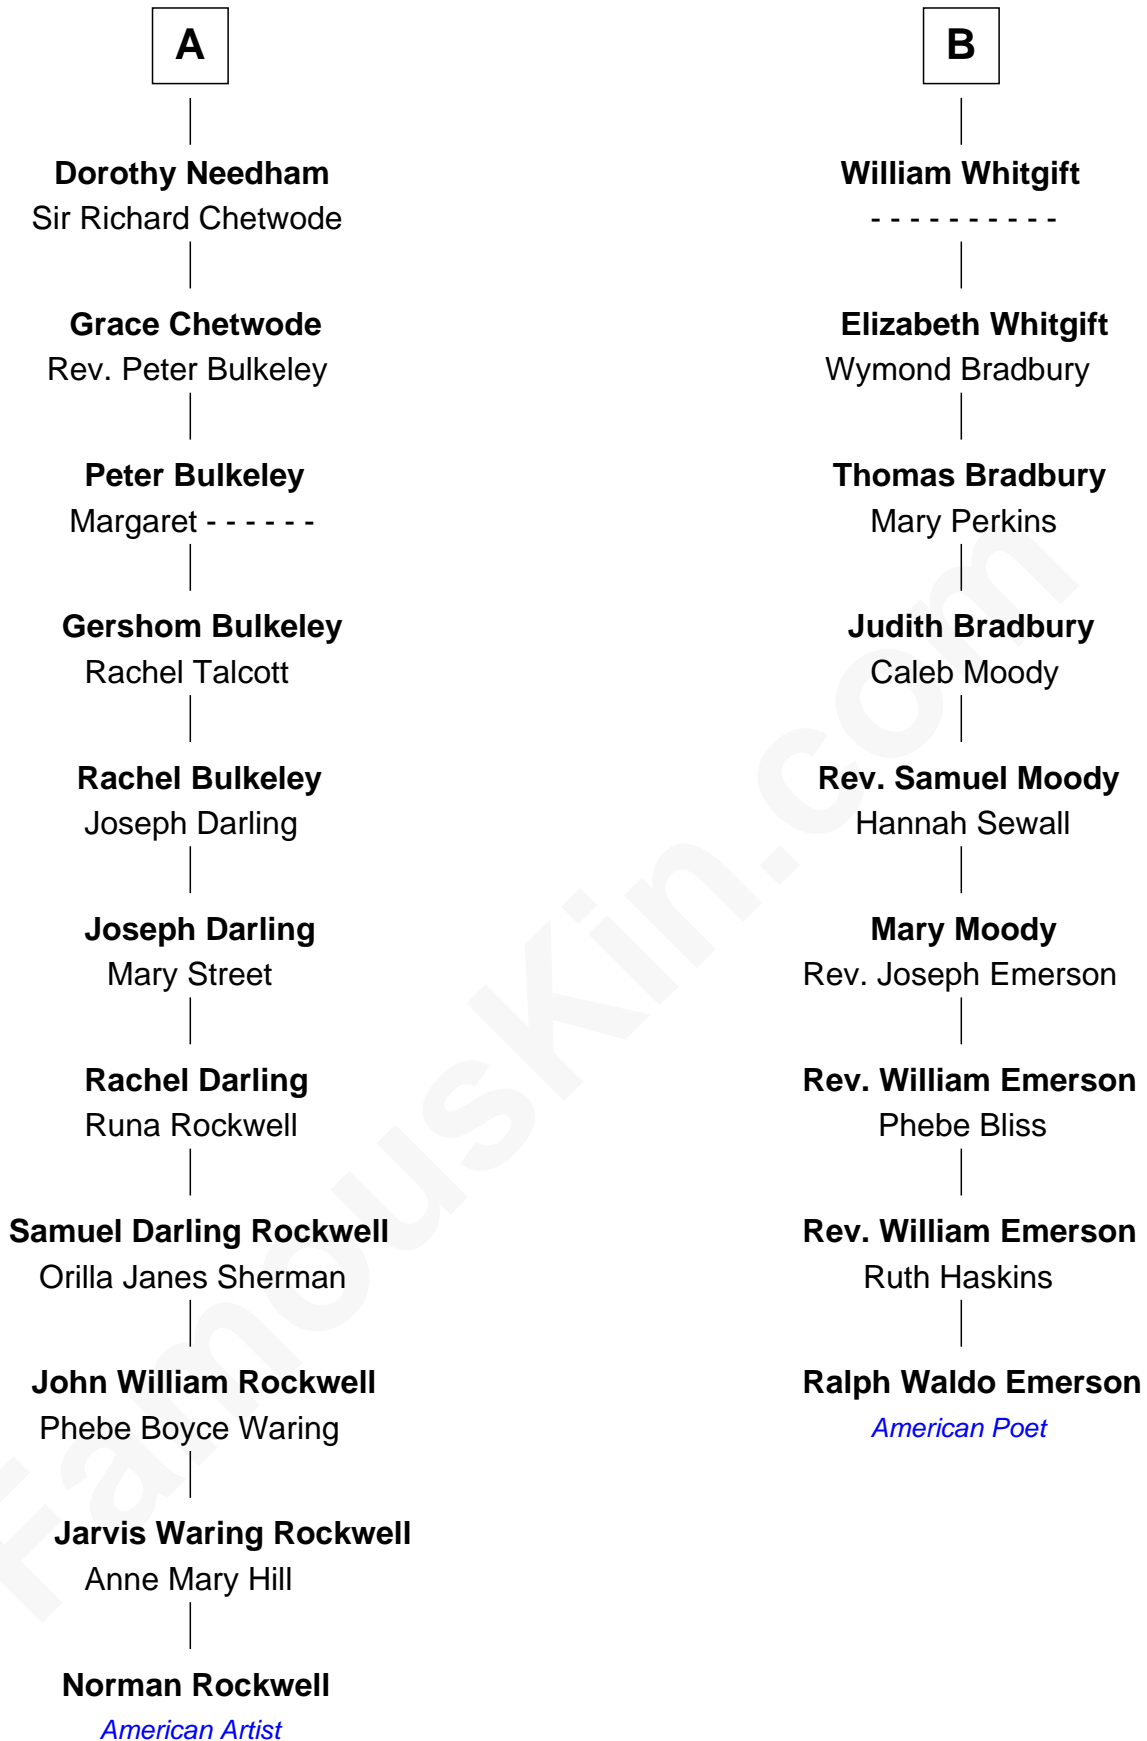 A
Dorothy Needham
Sir Richard Chetwode
Grace Chetwode
Rev. Peter Bulkeley
Peter Bulkeley
Margaret - - - - - -
Gershom Bulkeley
Rachel Talcott
Rachel Bulkeley
Joseph Darling
Joseph Darling
Mary Street
Rachel Darling
Runa Rockwell
Samuel Darling Rockwell
Orilla Janes Sherman
John William Rockwell
Phebe Boyce Waring
Jarvis Waring Rockwell
Anne Mary Hill
Norman Rockwell
American Artist
B
William Whitgift
- - - - - - - - - -
Elizabeth Whitgift
Wymond Bradbury
Thomas Bradbury
Mary Perkins
Judith Bradbury
Caleb Moody
Rev. Samuel Moody
Hannah Sewall
Mary Moody
Rev. Joseph Emerson
Rev. William Emerson
Phebe Bliss
Rev. William Emerson
Ruth Haskins
Ralph Waldo Emerson
American Poet
FamousKin.com